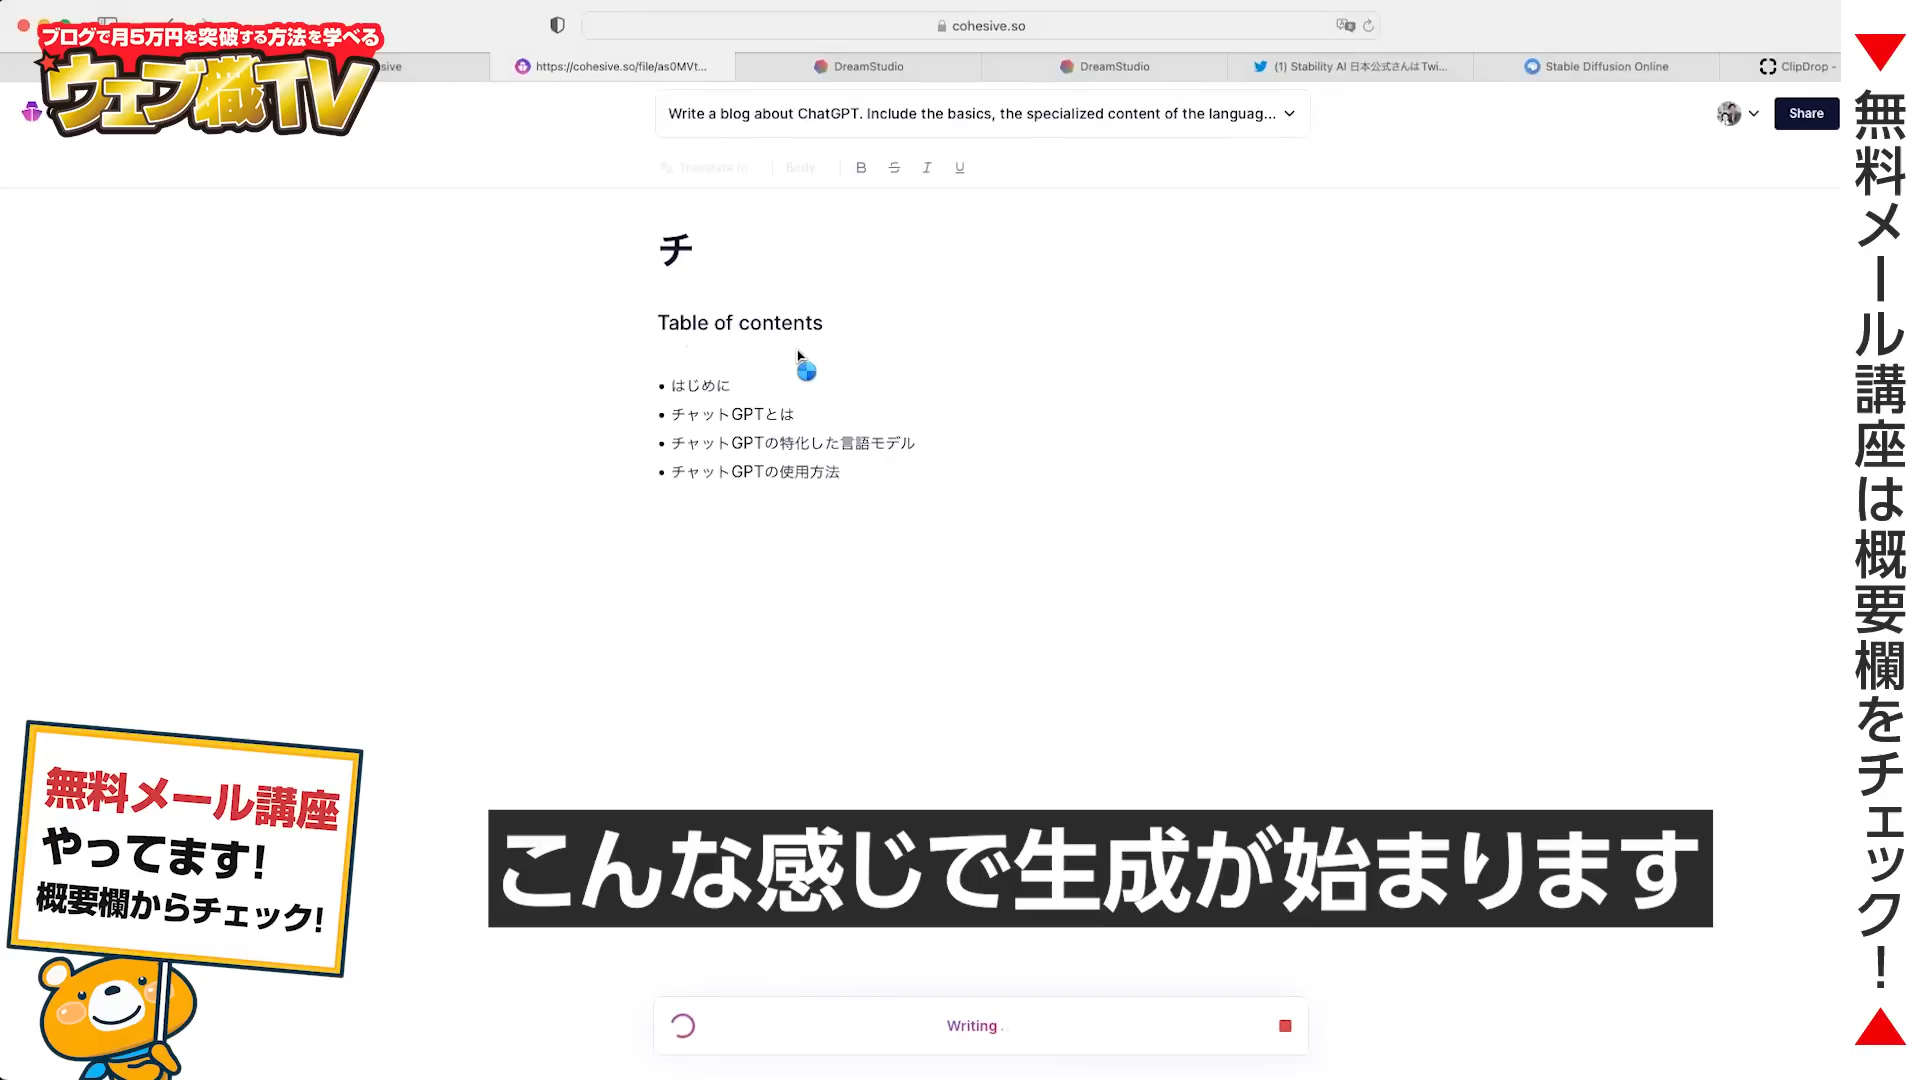 ブログで月5万円を突破する方法を学べる
ウェブ職TV
cohesive.so
sive
https://cohesive.so/file/as0MVt...
DreamStudio
DreamStudio
(1) Stability AI 日本公式さんはTwi...
Stable Diffusion Online
ClipDrop -
Write a blog about ChatGPT. Include the basics, the specialized content of the languag...
Share
Translate to
Body
B S I U
チ
Table of contents
• はじめに
• チャットGPTとは
• チャットGPTの特化した言語モデル
• チャットGPTの使用方法
無料メール講座
やってます!
概要欄からチェック!
こんな感じで生成が始まります
Writing .
無料メール講座は概要欄をチェック!